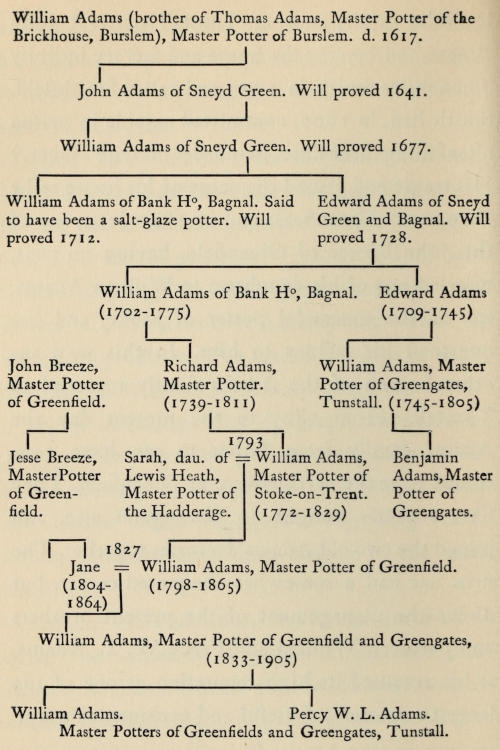 William Adams (brother of Thomas Adams, Master Potter of the
Brickhouse, Burslem), Master Potter of Burslem. d. 1617.
John Adams of Sneyd Green. Will proved 1641.
William Adams of Sneyd Green. Will proved 1677.
William Adams of Bank Hº, Bagnal. Said
to have been a salt-glaze potter. Will
proved 1712.
Edward Adams of Sneyd
Green and Bagnal. Will
proved 1728.
William Adams of Bank Hº, Bagnal.
(1702-1775)
Edward Adams
(1709-1745)
John Breeze,
Master Potter
of Greenfield.
Richard Adams,
Master Potter.
(1739-1811)
William Adams, Master
Potter of Greengates,
Tunstall. (1745-1805)
Jesse Breeze,
Master Potter
of Green-
field.
1793
Sarah, dau. of =
Lewis Heath,
Master Potter of
the Hadderage.
William Adams,
Master Potter of
Stoke-on-Trent.
(1772-1829)
Benjamin
Adams, Master
Potter of
Greengates.
1827
Jane =
(1804-
1864)
William Adams, Master Potter of Greenfield.
(1798-1865)
William Adams, Master Potter of Greenfield and Greengates,
(1833-1905)
William Adams.
Percy W. L. Adams.
Master Potters of Greenfields and Greengates, Tunstall.